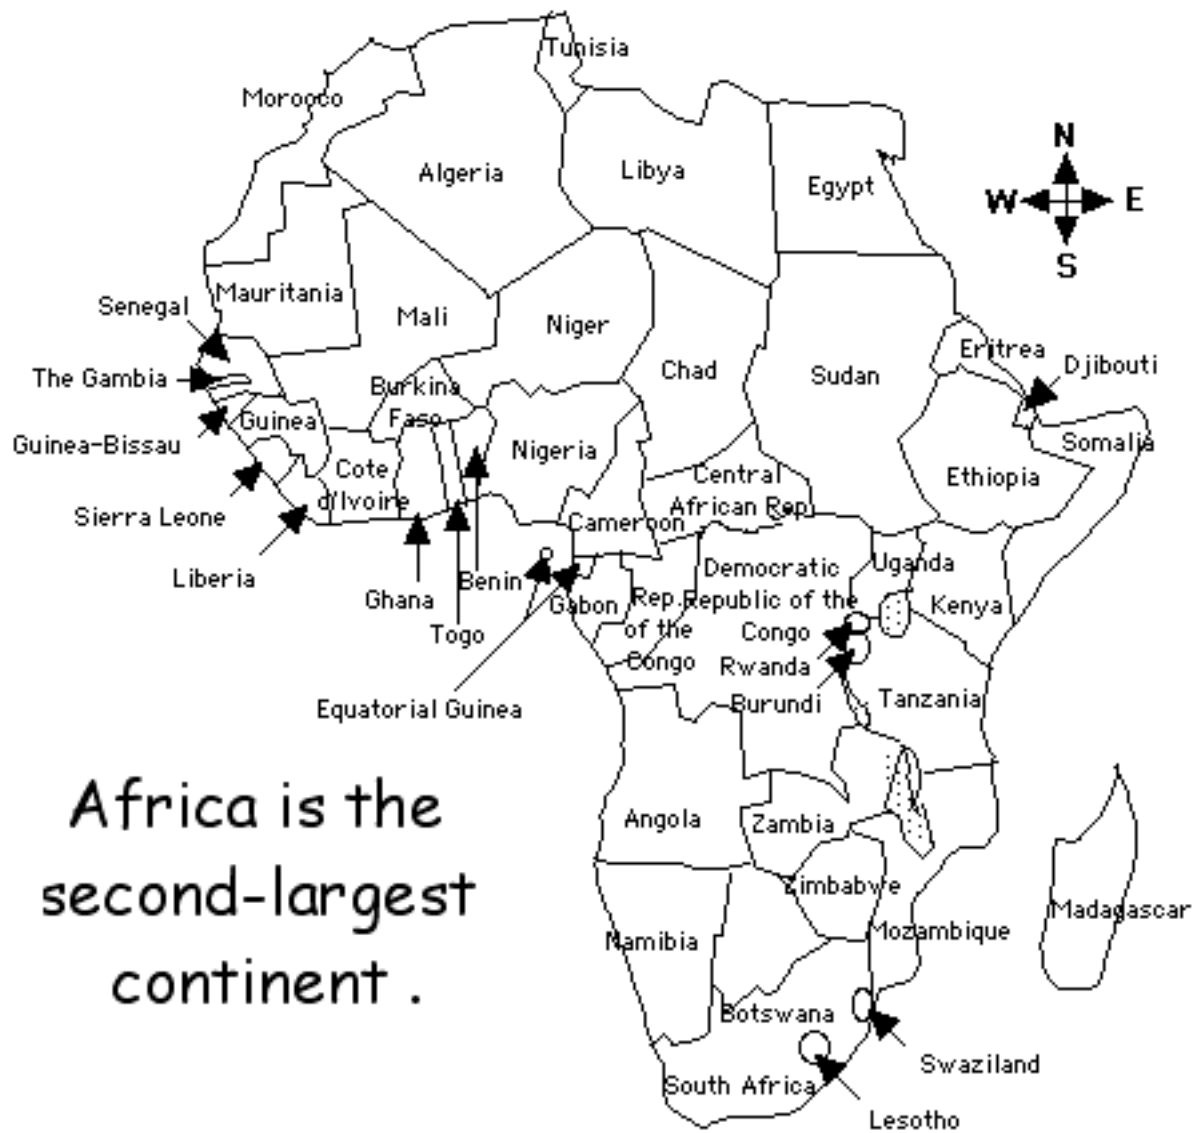 Tunisia
Morocco
Algeria
Libya
Egypt
N
W E
S
Senegal
Mauritania
Mali
Niger
Chad
Sudan
Eritrea
Djibouti
The Gambia
Burkina
Faso
Guinea
Guinea-Bissau
Nigeria
Somalia
Cote
d'Ivoire
Central
African Rep.
Ethiopia
Sierra Leone
Cameroon
Liberia
Ghana
Benin
Togo
Gabon
Rep.
of the
Congo
Democratic
Republic of the
Congo
Uganda
Kenya
Rwanda
Burundi
Tanzania
Equatorial Guinea
Africa is the
second-largest
continent .
Angola
Zambia
Zimbabwe
Madagascar
Namibia
Mozambique
Botswana
Swaziland
South Africa
Lesotho